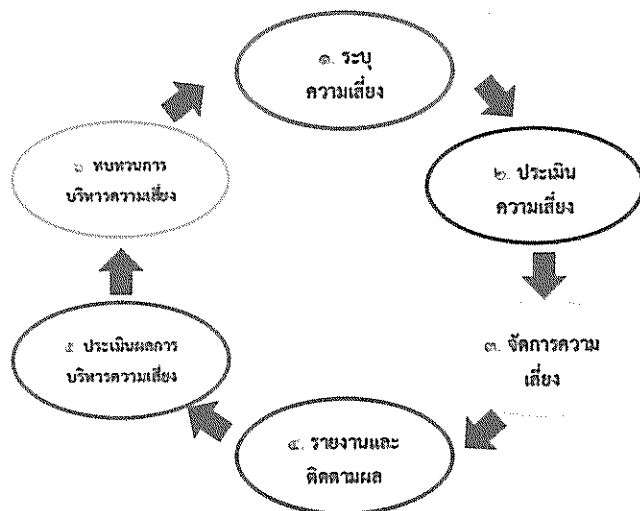 ๑. ระบุ
ความเสี่ยง
๒. ประเมิน
ความเสี่ยง
๓. จัดการความ
เสี่ยง
๔. รายงานและ
ติดตามผล
๕ ประเมินผลการ
บริหารความเสี่ยง
๖ ทบทวนการ
บริหารความเสี่ยง